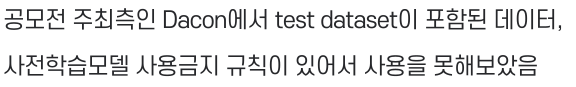 공모전 주최측인 Dacon에서 test dataset이 포함된 데이터,
사전학습모델 사용금지 규칙이 있어서 사용을 못해보았음